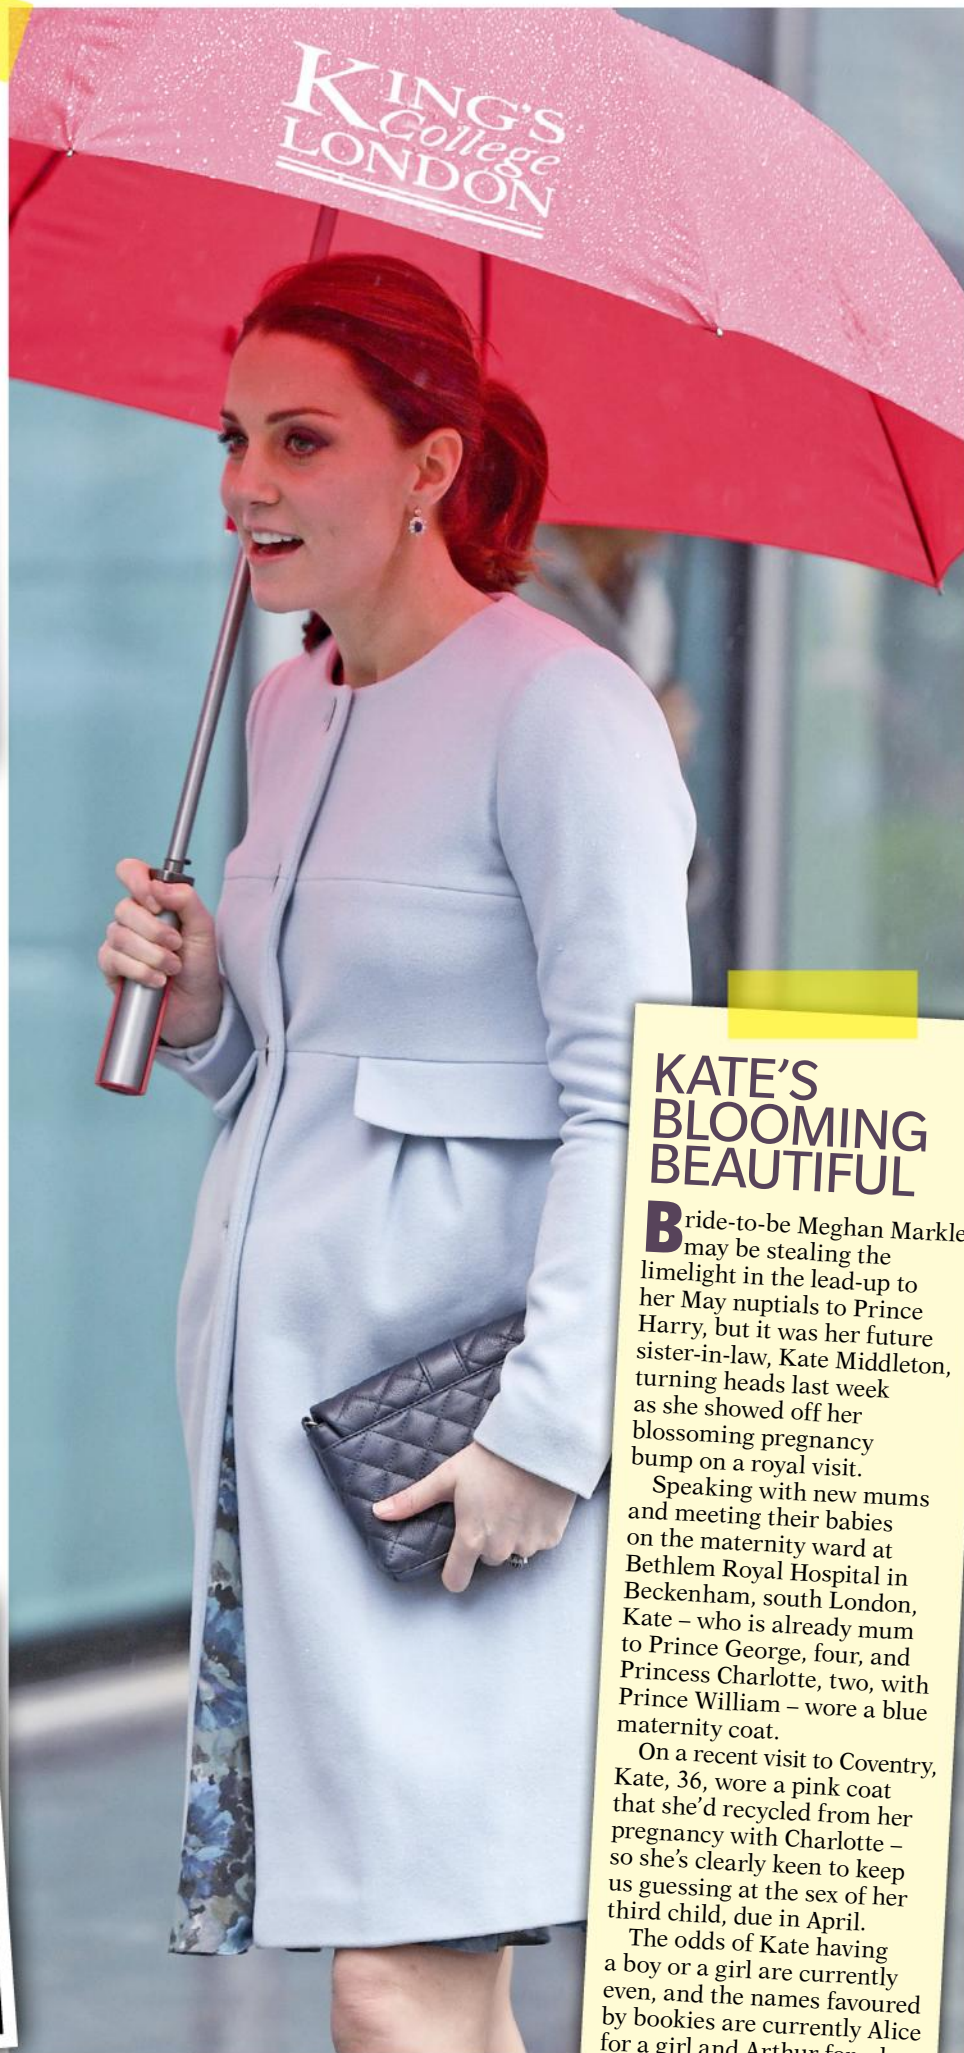 KING'S
College
LONDON
KATE'S
BLOOMING
BEAUTIFUL
Bride-to-be Meghan Markle
may be stealing the
limelight in the lead-up to
her May nuptials to Prince
Harry, but it was her future
sister-in-law, Kate Middleton,
turning heads last week
as she showed off her
blossoming pregnancy
bump on a royal visit.
Speaking with new mums
and meeting their babies
on the maternity ward at
Bethlem Royal Hospital in
Beckenham, south London,
Kate – who is already mum
to Prince George, four, and
Princess Charlotte, two, with
Prince William – wore a blue
maternity coat.
On a recent visit to Coventry,
Kate, 36, wore a pink coat
that she'd recycled from her
pregnancy with Charlotte –
so she's clearly keen to keep
us guessing at the sex of her
third child, due in April.
The odds of Kate having
a boy or a girl are currently
even, and the names favoured
by bookies are currently Alice
for a girl and Arthur for